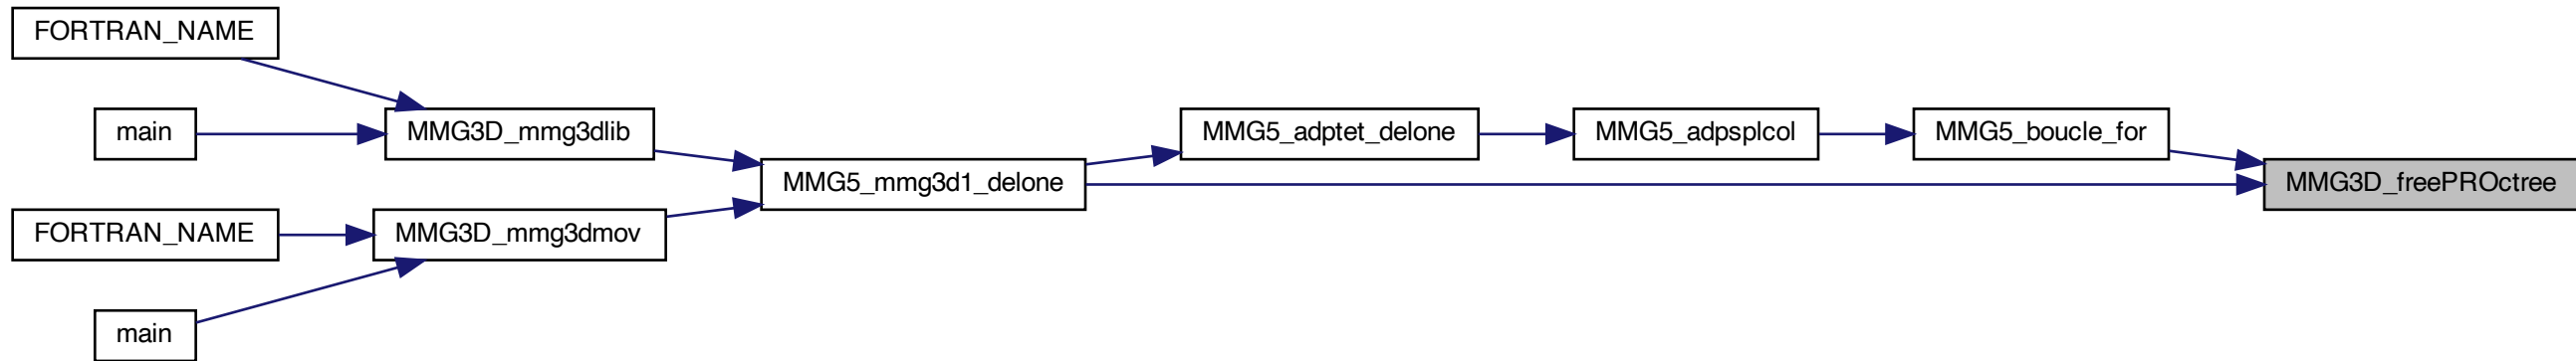 FORTRAN_NAME
main
MMG3D_mmg3dlib
MMG5_adptet_delone
MMG5_adpsplcol
MMG5_boucle_for
MMG5_mmg3d1_delone
MMG3D_freePROctree
FORTRAN_NAME
MMG3D_mmg3dmov
main